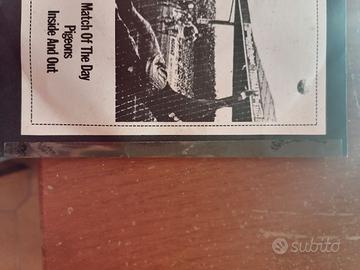 Match Of The Day
Pigeons
Inside And Out
subito